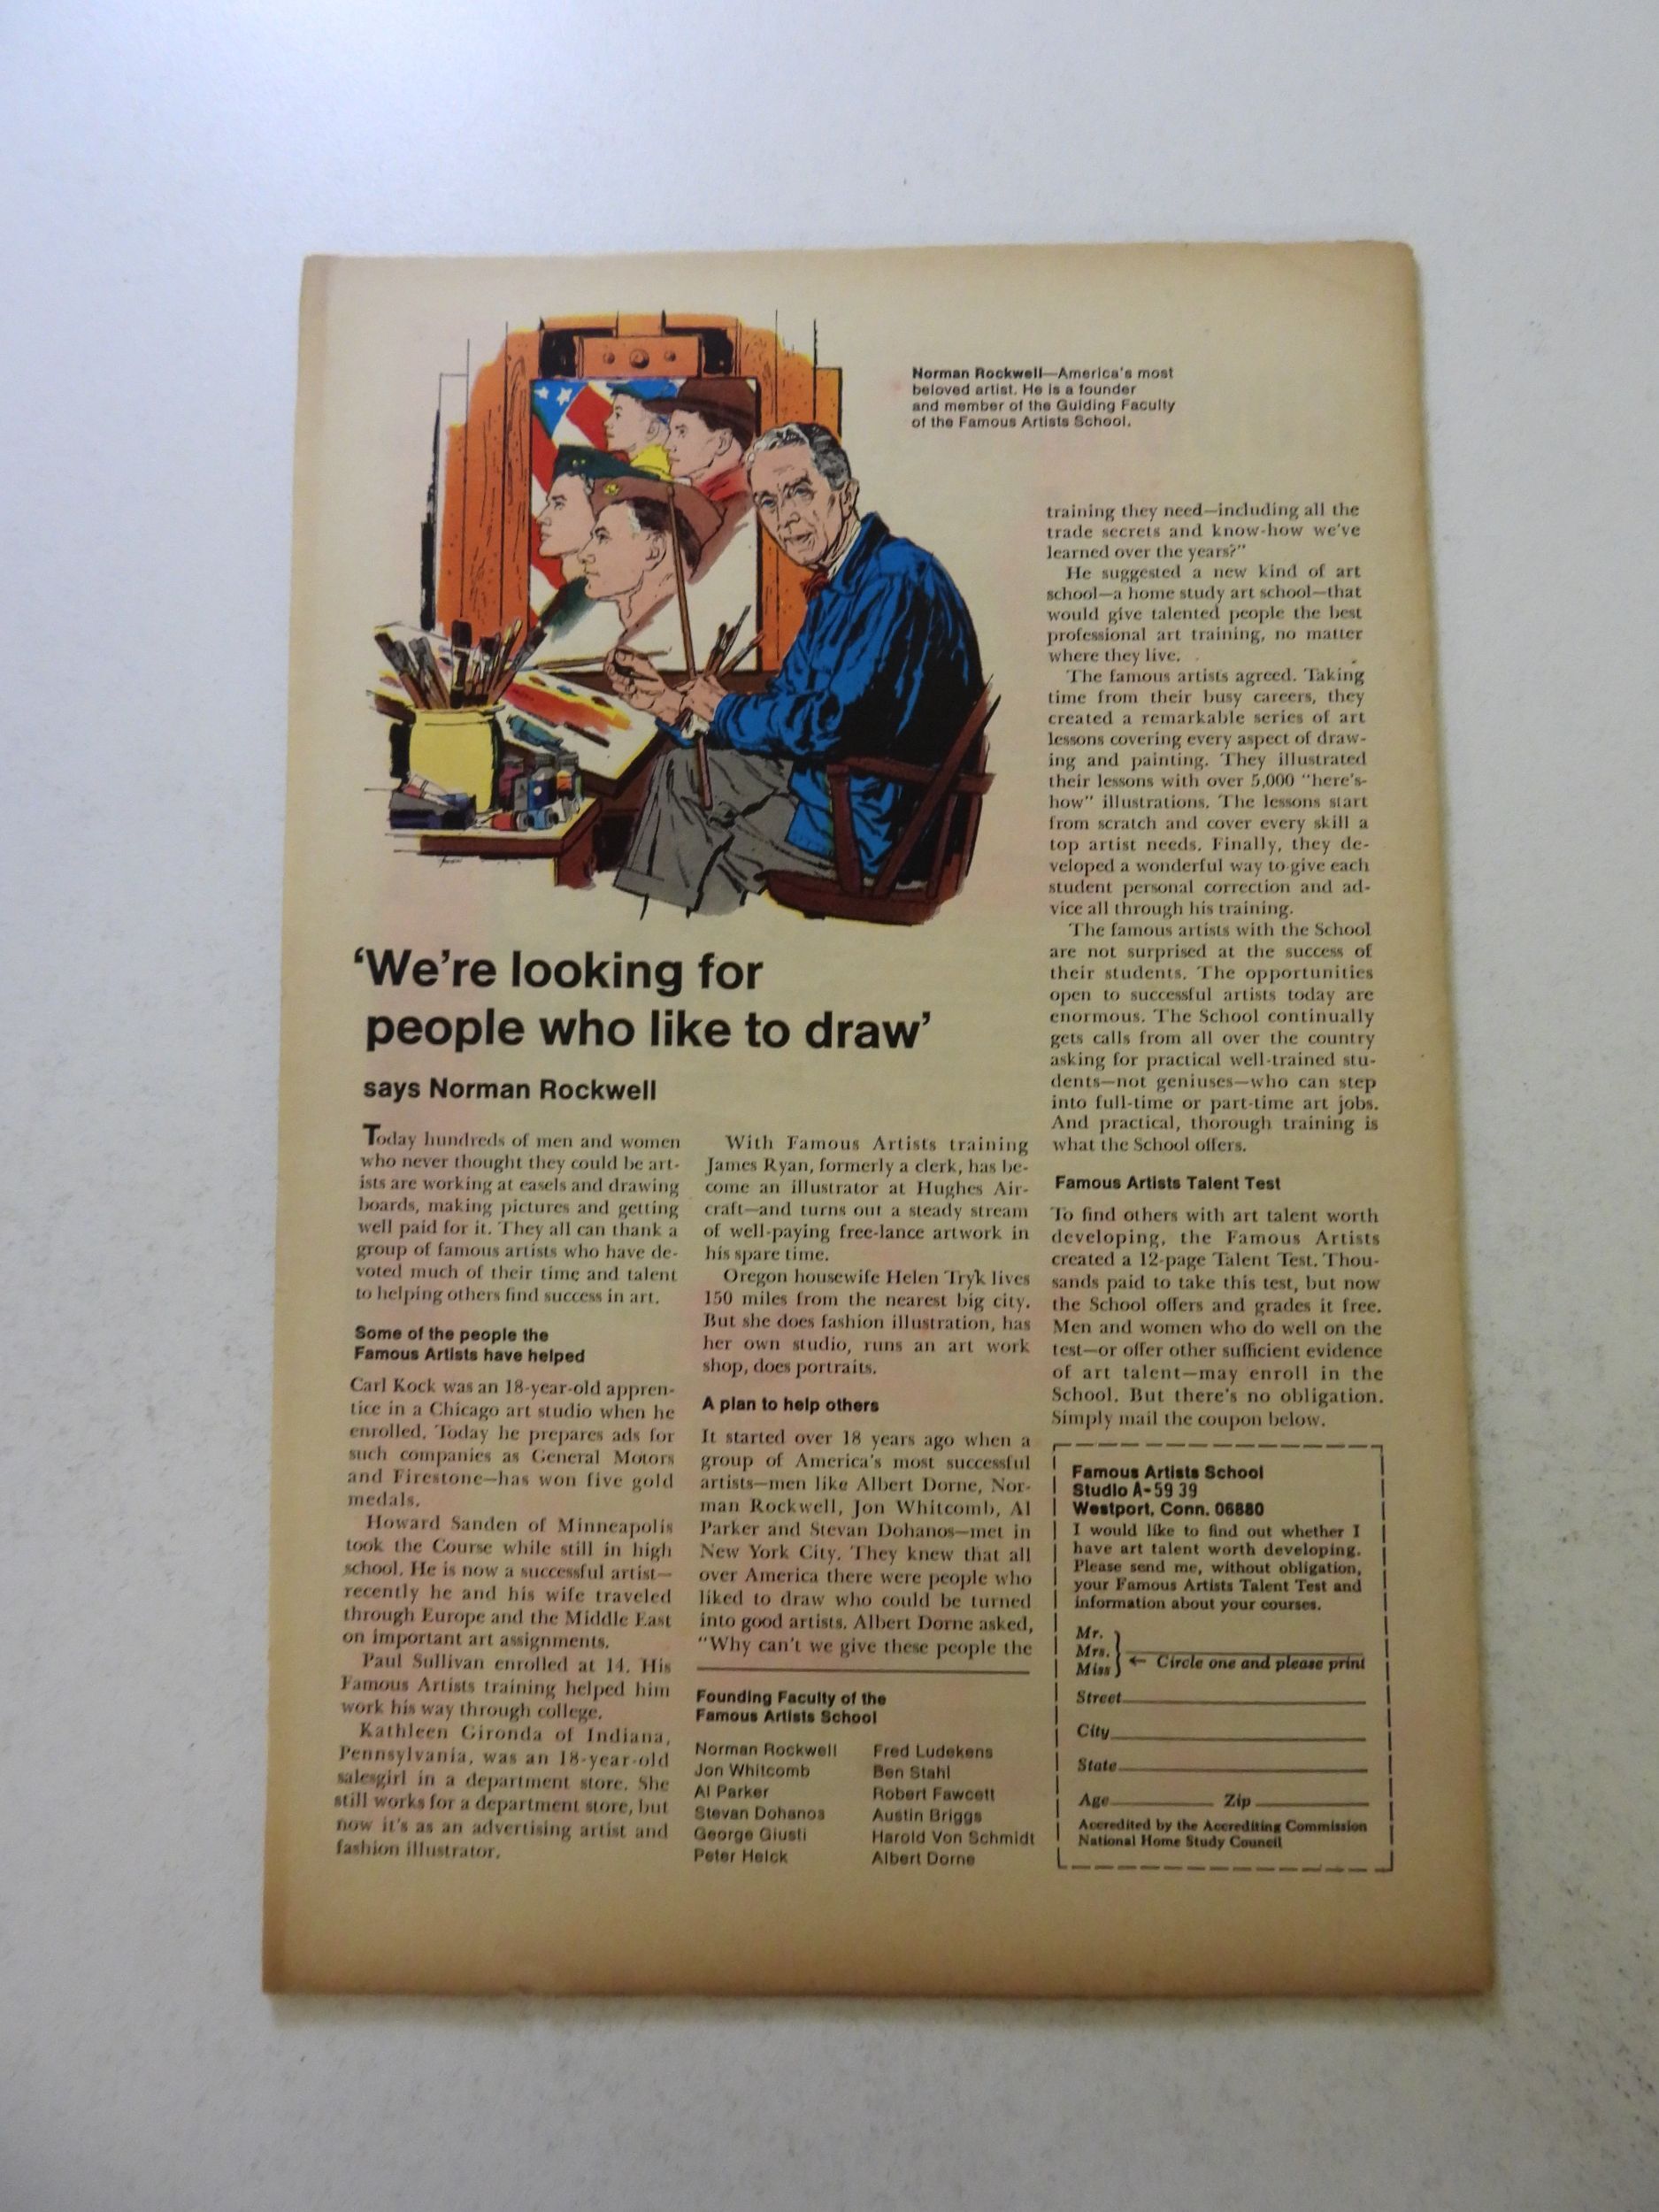 Norman Rockwell—America's most
beloved artist. He is a founder
and member of the Guiding Faculty
of the Famous Artists School.
‘We're looking for
people who like to draw’
says Norman Rockwell
Today hundreds of men and women
who never thought they could be art-
ists are working at easels and drawing
boards, making pictures and getting
well paid for it. They all can thank a
group of famous artists who have de-
voted much of their time and talent
to helping others find success in art.
Some of the people the
Famous Artists have helped
Carl Kock was an 18-year-old appren-
tice in a Chicago art studio when he
enrolled. Today he prepares ads for
such companies as General Motors
and Firestone—has won five gold
medals.
Howard Sanden of Minneapolis
took the Course while still in high
school. He is now a successful artist—
recently he and his wife traveled
through Europe and the Middle East
on important art assignments.
Paul Sullivan enrolled at 14. His
Famous Artists training helped him
work his way through college.
Kathleen Gironda of Indiana,
Pennsylvania, was an 18-year-old
salesgirl in a department store. She
still works for a department store, but
now it's as an advertising artist and
fashion illustrator.
With Famous Artists training
James Ryan, formerly a clerk, has be-
come an illustrator at Hughes Air-
craft—and turns out a steady stream
of well-paying free-lance artwork in
his spare time.
Oregon housewife Helen Tryk lives
150 miles from the nearest big city.
But she does fashion illustration, has
her own studio, runs an art work
shop, does portraits.
A plan to help others
It started over 18 years ago when a
group of America's most successful
artists—men like Albert Dorne, Nor-
man Rockwell, Jon Whitcomb, Al
Parker and Stevan Dohanos—met in
New York City. They knew that all
over America there were people who
liked to draw who could be turned
into good artists. Albert Dorne asked,
"Why can't we give these people the
training they need—including all the
trade secrets and know-how we've
learned over the years?"
He suggested a new kind of art
school—a home study art school—that
would give talented people the best
professional art training, no matter
where they live.
The famous artists agreed. Taking
time from their busy careers, they
created a remarkable series of art
lessons covering every aspect of draw-
ing and painting. They illustrated
their lessons with over 5,000 "here's-
how" illustrations. The lessons start
from scratch and cover every skill a
top artist needs. Finally, they de-
veloped a wonderful way to give each
student personal correction and ad-
vice all through his training.
The famous artists with the School
are not surprised at the success of
their students. The opportunities
open to successful artists today are
enormous. The School continually
gets calls from all over the country
asking for practical well-trained stu-
dents—not geniuses—who can step
into full-time or part-time art jobs.
And practical, thorough training is
what the School offers.
Famous Artists Talent Test
To find others with art talent worth
developing, the Famous Artists
created a 12-page Talent Test. Thou-
sands paid to take this test, but now
the School offers and grades it free.
Men and women who do well on the
test—or offer other sufficient evidence
of art talent—may enroll in the
School. But there's no obligation.
Simply mail the coupon below.
Founding Faculty of the
Famous Artists School
Norman Rockwell
Jon Whitcomb
Al Parker
Stevan Dohanos
George Giusti
Peter Helck
Fred Ludekens
Ben Stahl
Robert Fawcett
Austin Briggs
Harold Von Schmidt
Albert Dorne
Famous Artists School
Studio A-59 39
Westport, Conn. 06880
I would like to find out whether I
have art talent worth developing.
Please send me, without obligation,
your Famous Artists Talent Test and
information about your courses.
Mr.
Mrs.
Miss
← Circle one and please print
Street
City
State
Age Zip
Accredited by the Accrediting Commission
National Home Study Council